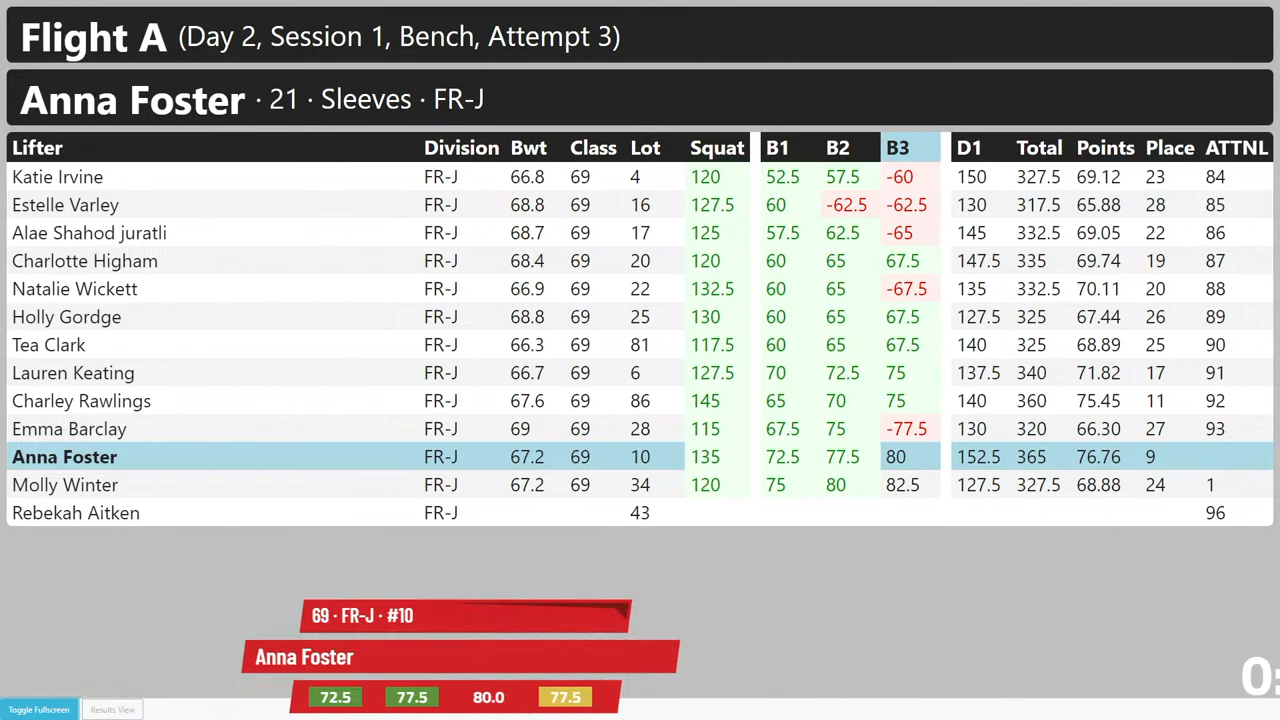 Flight A (Day 2, Session 1, Bench, Attempt 3)
Anna Foster · 21 · Sleeves · FR-J
Lifter Division Bwt Class Lot Squat B1 B2 B3 D1 Total Points Place ATTNL
Katie Irvine FR-J 66.8 69 4 120 52.5 57.5 -60 150 327.5 69.12 23 84
Estelle Varley FR-J 68.8 69 16 127.5 60 -62.5 -62.5 130 317.5 65.88 28 85
Alae Shahod juratli FR-J 68.7 69 17 125 57.5 62.5 -65 145 332.5 69.05 22 86
Charlotte Higham FR-J 68.4 69 20 120 60 65 67.5 147.5 335 69.74 19 87
Natalie Wickett FR-J 66.9 69 22 132.5 60 65 -67.5 135 332.5 70.11 20 88
Holly Gordge FR-J 68.8 69 25 130 60 65 67.5 127.5 325 67.44 26 89
Tea Clark FR-J 66.3 69 81 117.5 60 65 67.5 140 325 68.89 25 90
Lauren Keating FR-J 66.7 69 6 127.5 70 72.5 75 137.5 340 71.82 17 91
Charley Rawlings FR-J 67.6 69 86 145 65 70 75 140 360 75.45 11 92
Emma Barclay FR-J 69 69 28 115 67.5 75 -77.5 130 320 66.30 27 93
Anna Foster FR-J 67.2 69 10 135 72.5 77.5 80 152.5 365 76.76 9
Molly Winter FR-J 67.2 69 34 120 75 80 82.5 127.5 327.5 68.88 24 1
Rebekah Aitken FR-J 43 96
69 · FR-J · #10
Anna Foster
72.5 77.5 80.0 77.5
0:
Toggle Fullscreen Results View